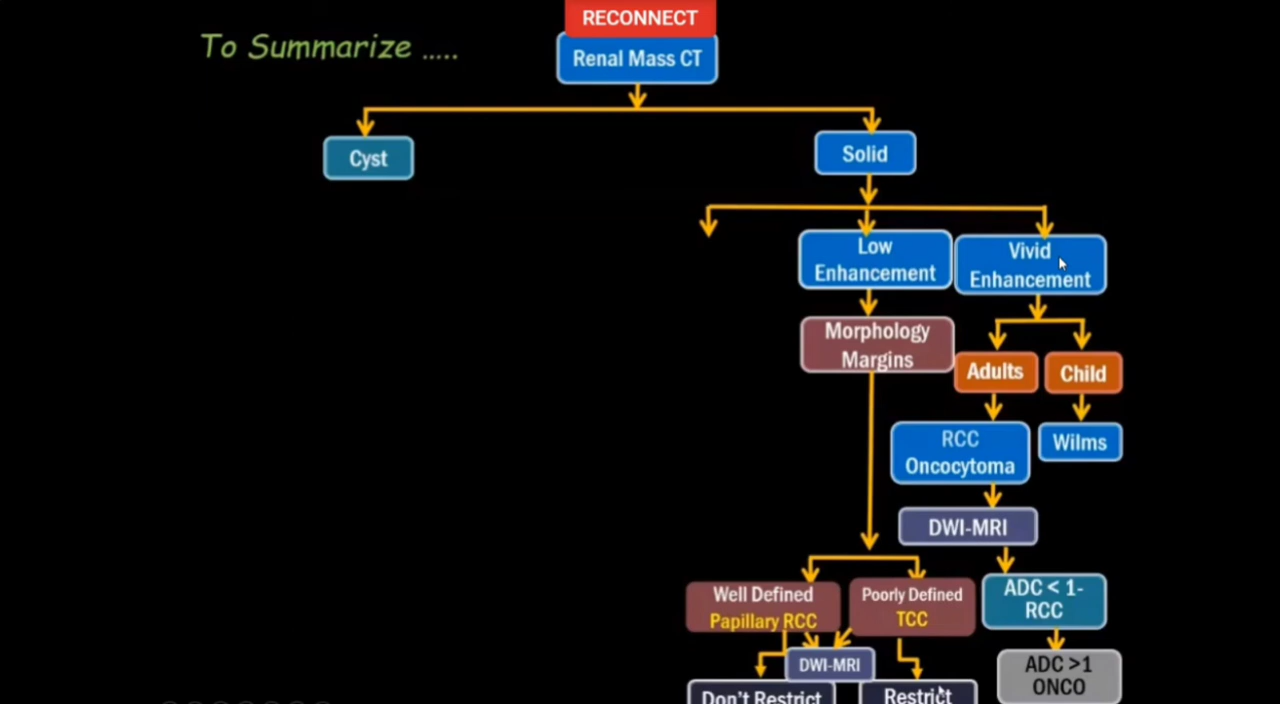 RECONNECT
To Summarize .....
Renal Mass CT
Cyst
Solid
Low
Enhancement
Vivid
Enhancement
Morphology
Margins
Adults
Child
RCC
Oncocytoma
Wilms
DWI-MRI
Well Defined
Papillary RCC
Poorly Defined
TCC
ADC < 1-
RCC
DWI-MRI
ADC >1
ONCO
Don't Restrict
Restrict